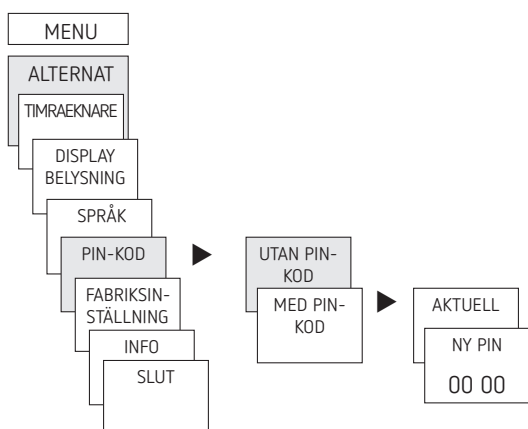 MENU
ALTERNAT
TIMRAEKNARE
DISPLAY
BELYSNING
SPRÅK
PIN-KOD
FABRIKSIN-
STÄLLNING
INFO
SLUT
UTAN PIN-
KOD
MED PIN-
KOD
AKTUELL
NY PIN
00 00